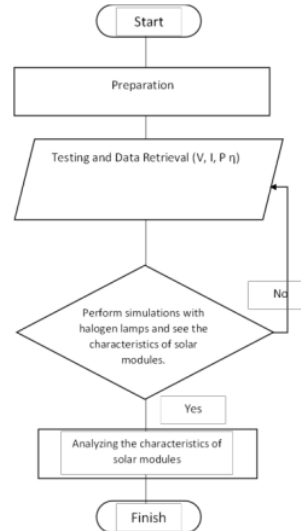 Start
Preparation
Testing and Data Retrieval (V, I, P η)
No
Perform simulations with
halogen lamps and see the
characteristics of solar
modules.
Yes
Analyzing the characteristics of
solar modules
Finish